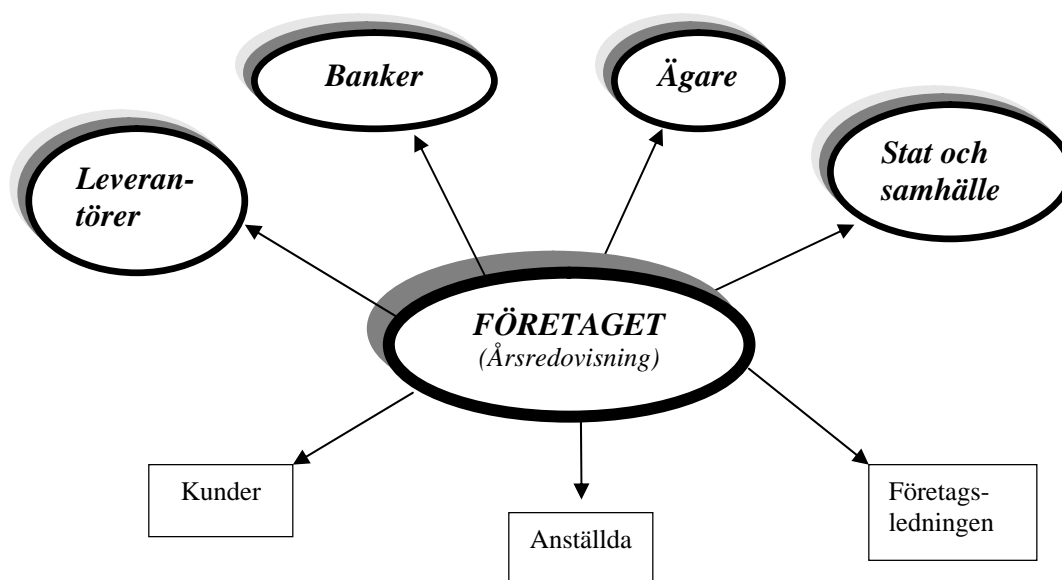 Banker
Ägare
Leveran-
törer
Stat och
samhälle
FÖRETAGET
(Årsredovisning)
Kunder
Anställda
Företags-
ledningen